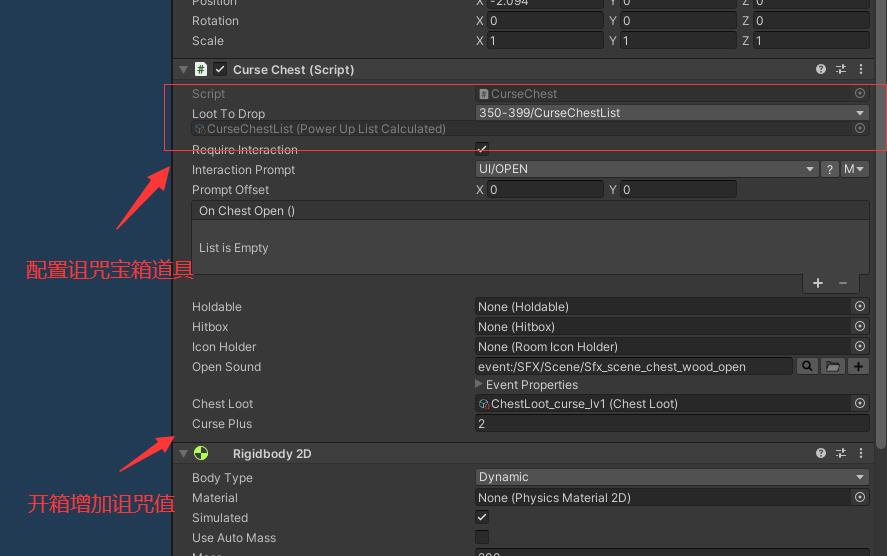 Position X -2.094 Y 0 Z 0
Rotation X 0 Y 0 Z 0
Scale X 1 Y 1 Z 1
# Curse Chest (Script)
Script # CurseChest
Loot To Drop 350-399/CurseChestList
CurseChestList (Power Up List Calculated)
Require Interaction
Interaction Prompt UI/OPEN ? M
Prompt Offset X 0 Y 0
On Chest Open ()
配置诅咒宝箱道具
List is Empty
+ −
Holdable None (Holdable)
Hitbox None (Hitbox)
Icon Holder None (Room Icon Holder)
Open Sound event:/SFX/Scene/Sfx_scene_chest_wood_open
Event Properties
Chest Loot ChestLoot_curse_lv1 (Chest Loot)
Curse Plus 2
开箱增加诅咒值
Rigidbody 2D
Body Type Dynamic
Material None (Physics Material 2D)
Simulated
Use Auto Mass
Mass 200